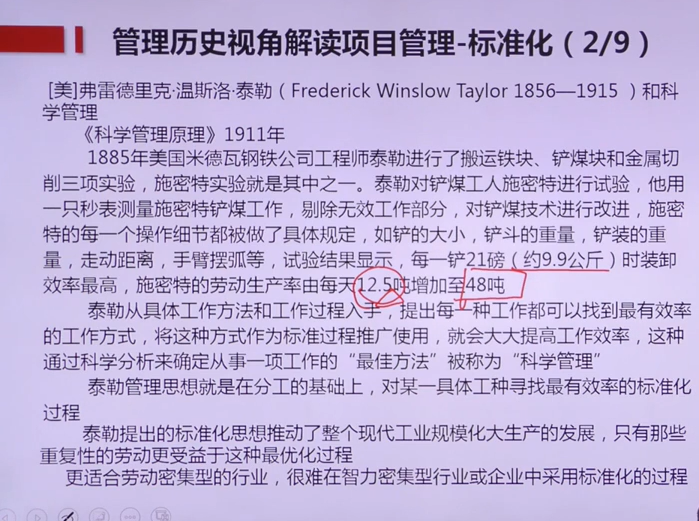 管理历史视角解读项目管理-标准化（2/9）
[美]弗雷德里克·温斯洛·泰勒（Frederick Winslow Taylor 1856—1915 ）和科
学管理
《科学管理原理》1911年
1885年美国米德瓦钢铁公司工程师泰勒进行了搬运铁块、铲煤块和金属切
削三项实验，施密特实验就是其中之一。泰勒对铲煤工人施密特进行试验，他用
一只秒表测量施密特铲煤工作，剔除无效工作部分，对铲煤技术进行改进，施密
特的每一个操作细节都被做了具体规定，如铲的大小，铲斗的重量，铲装的重
量，走动距离，手臂摆弧等，试验结果显示，每一铲21磅（约9.9公斤）时装卸
效率最高，施密特的劳动生产率由每天12.5吨增加至48吨
泰勒从具体工作方法和工作过程入手，提出每一种工作都可以找到最有效率
的工作方式，将这种方式作为标准过程推广使用，就会大大提高工作效率，这种
通过科学分析来确定从事一项工作的“最佳方法”被称为“科学管理”
泰勒管理思想就是在分工的基础上，对某一具体工种寻找最有效率的标准化
过程
泰勒提出的标准化思想推动了整个现代工业规模化大生产的发展，只有那些
重复性的劳动更受益于这种最优化过程
更适合劳动密集型的行业，很难在智力密集型行业或企业中采用标准化的过程